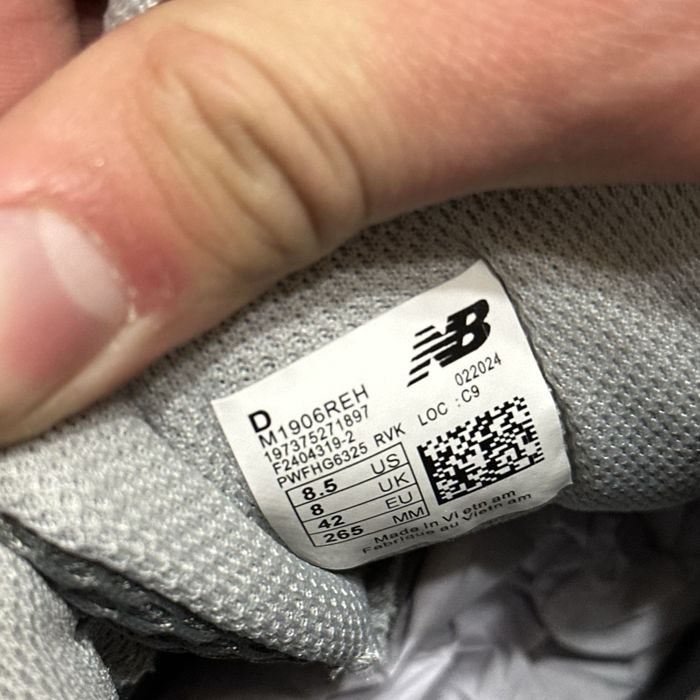 NB
022024
LOC :C9
D
M1906REH
197375271897
F2404319-2
PWFHG6325 RVK
8.5 US
8 UK
42 EU
265 MM
Made in Vietnam
Fabriqué au Vietnam